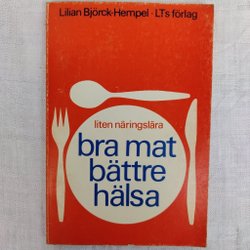 Lilian Björck-Hempel · LTs förlag
liten näringslära
bra mat
bättre
hälsa